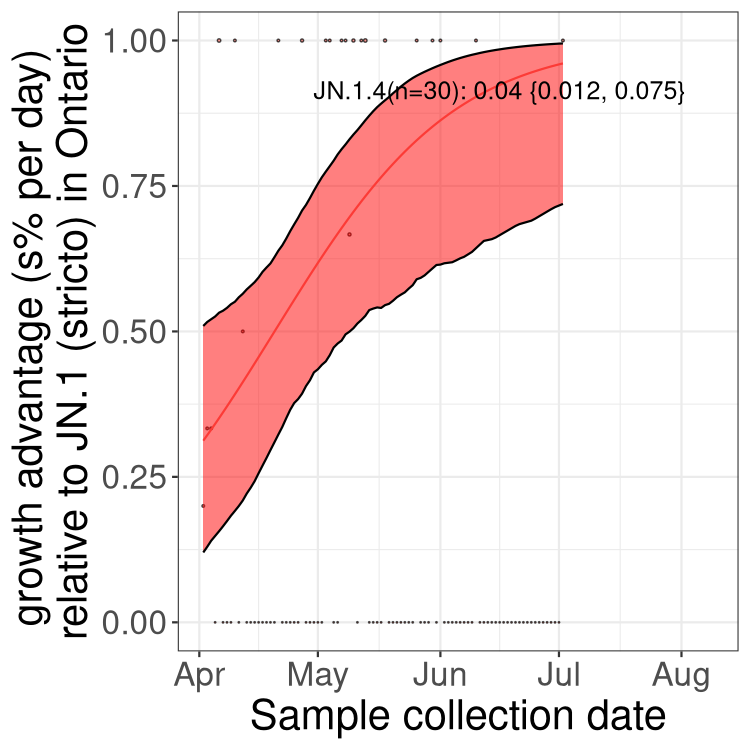 growth advantage (s% per day)
relative to JN.1 (stricto) in Ontario
1.00
0.75
0.50
0.25
0.00
JN.1.4(n=30): 0.04 {0.012, 0.075}
Apr May Jun Jul Aug
Sample collection date